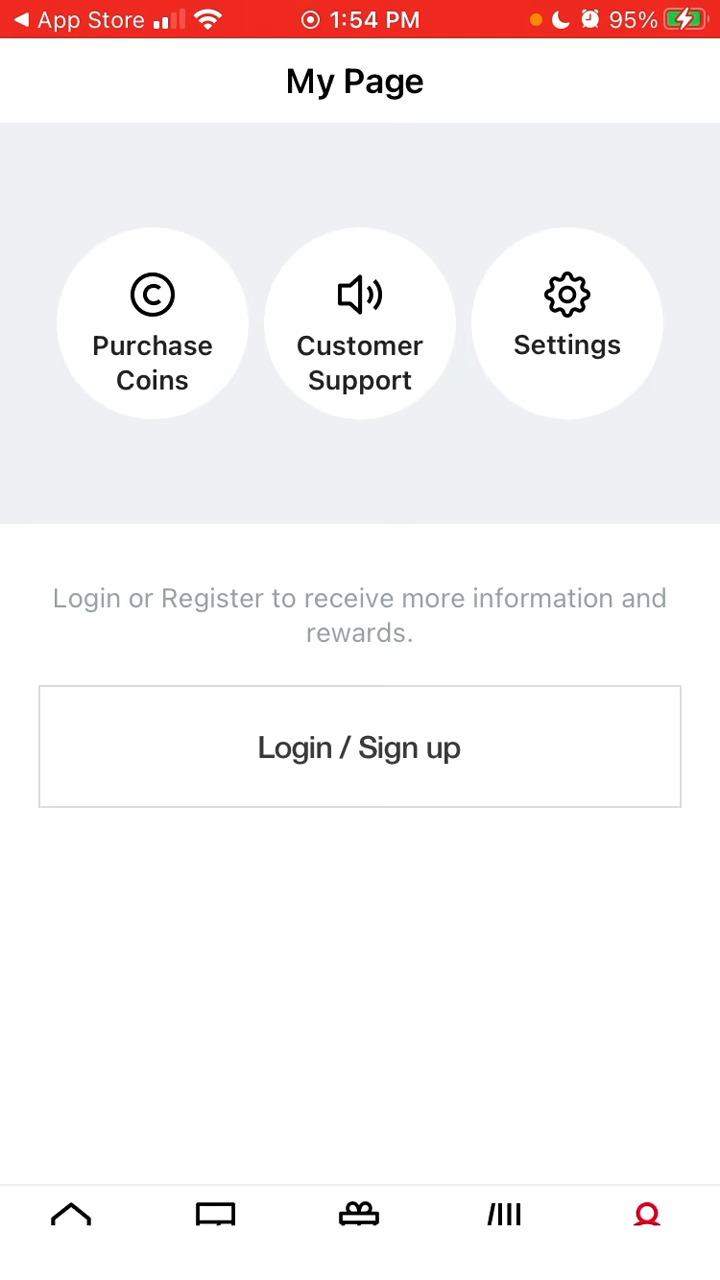 App Store 1:54 PM 95%
My Page
Purchase Coins
Customer Support
Settings
Login or Register to receive more information and
rewards.
Login / Sign up